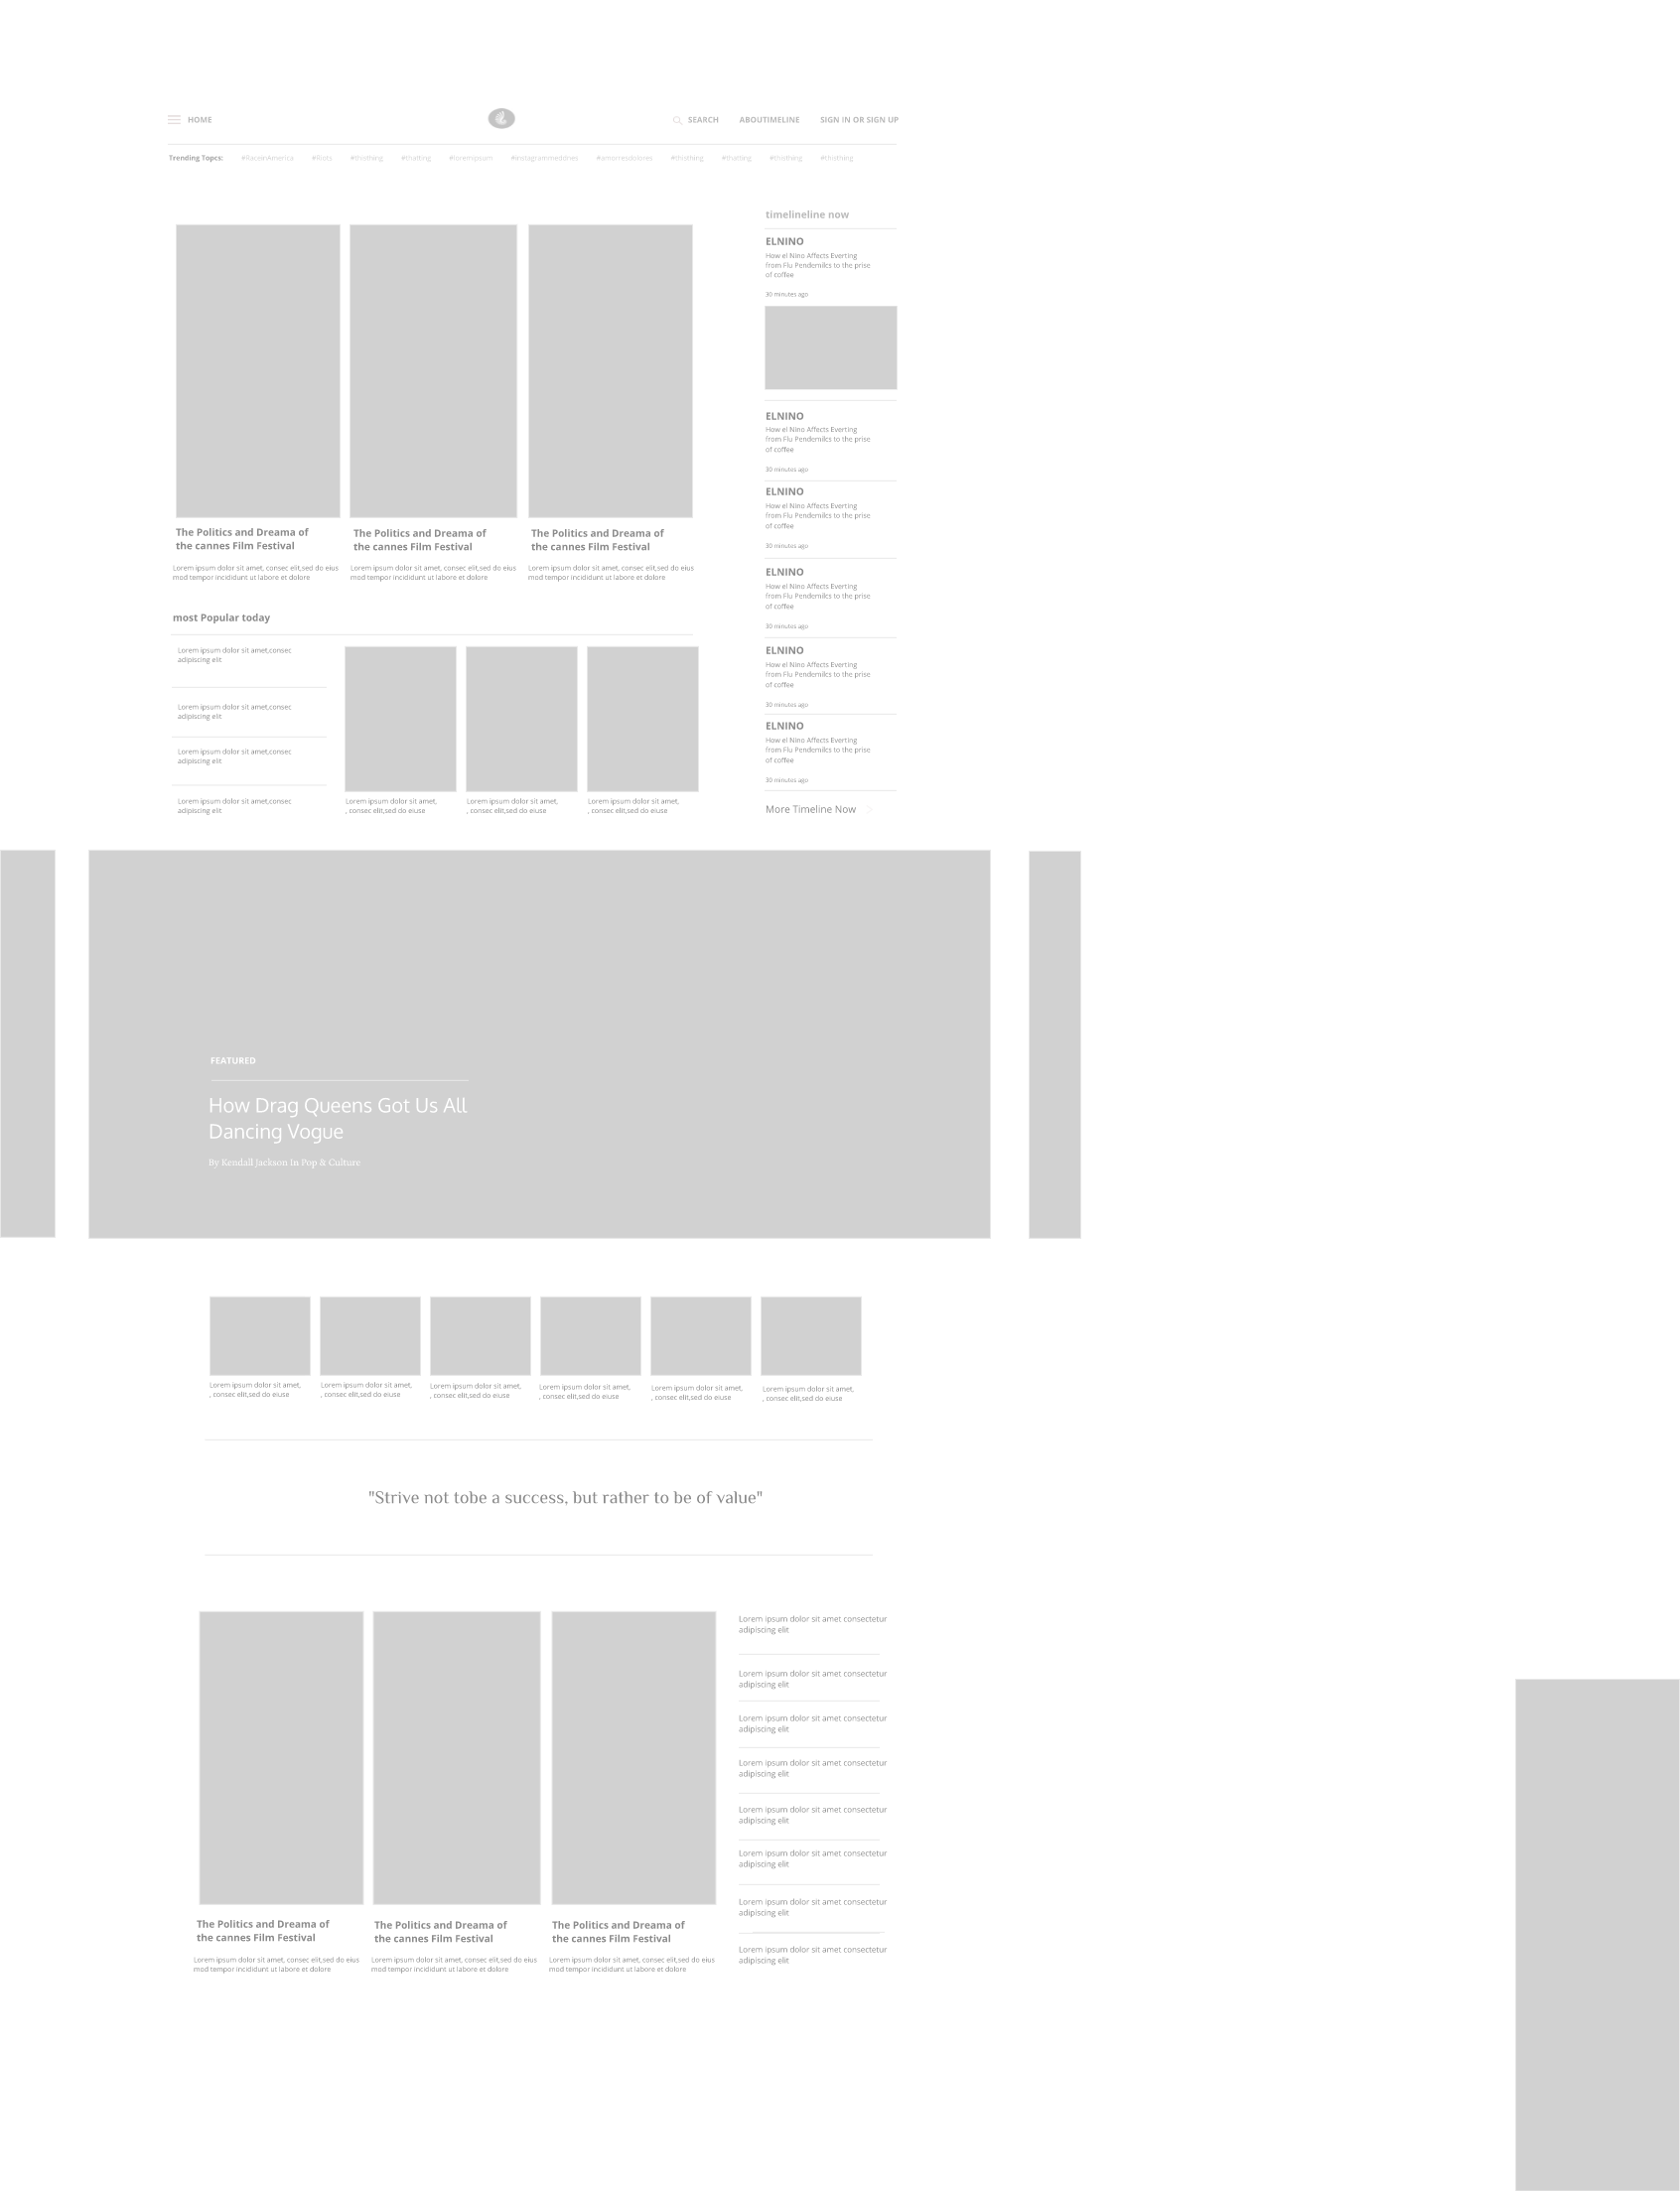 HOME
SEARCH
ABOUTIMELINE
SIGN IN OR SIGN UP
Trending Topcs: #RaceinAmerica #Riots #thisthing #thatting #loremipsum #instagrammeddnes #amorresdolores #thisthing #thatting #thisthing #thisthing
The Politics and Dreama of
the cannes Film Festival
Lorem ipsum dolor sit amet, consec elit,sed do eius
mod tempor incididunt ut labore et dolore
The Politics and Dreama of
the cannes Film Festival
Lorem ipsum dolor sit amet, consec elit,sed do eius
mod tempor incididunt ut labore et dolore
The Politics and Dreama of
the cannes Film Festival
Lorem ipsum dolor sit amet, consec elit,sed do eius
mod tempor incididunt ut labore et dolore
most Popular today
Lorem ipsum dolor sit amet,consec
adipiscing elit
Lorem ipsum dolor sit amet,consec
adipiscing elit
Lorem ipsum dolor sit amet,consec
adipiscing elit
Lorem ipsum dolor sit amet,consec
adipiscing elit
Lorem ipsum dolor sit amet,
, consec elit,sed do eiuse
Lorem ipsum dolor sit amet,
, consec elit,sed do eiuse
Lorem ipsum dolor sit amet,
, consec elit,sed do eiuse
timelineline now
ELNINO
How el Nino Affects Everting
from Flu Pendemilcs to the prise
of coffee
30 minutes ago
ELNINO
How el Nino Affects Everting
from Flu Pendemilcs to the prise
of coffee
30 minutes ago
ELNINO
How el Nino Affects Everting
from Flu Pendemilcs to the prise
of coffee
30 minutes ago
ELNINO
How el Nino Affects Everting
from Flu Pendemilcs to the prise
of coffee
30 minutes ago
ELNINO
How el Nino Affects Everting
from Flu Pendemilcs to the prise
of coffee
30 minutes ago
ELNINO
How el Nino Affects Everting
from Flu Pendemilcs to the prise
of coffee
30 minutes ago
More Timeline Now
FEATURED
How Drag Queens Got Us All
Dancing Vogue
By Kendall Jackson In Pop & Culture
Lorem ipsum dolor sit amet,
, consec elit,sed do eiuse
Lorem ipsum dolor sit amet,
, consec elit,sed do eiuse
Lorem ipsum dolor sit amet,
, consec elit,sed do eiuse
Lorem ipsum dolor sit amet,
, consec elit,sed do eiuse
Lorem ipsum dolor sit amet,
, consec elit,sed do eiuse
Lorem ipsum dolor sit amet,
, consec elit,sed do eiuse
"Strive not tobe a success, but rather to be of value"
The Politics and Dreama of
the cannes Film Festival
Lorem ipsum dolor sit amet, consec elit,sed do eius
mod tempor incididunt ut labore et dolore
The Politics and Dreama of
the cannes Film Festival
Lorem ipsum dolor sit amet, consec elit,sed do eius
mod tempor incididunt ut labore et dolore
The Politics and Dreama of
the cannes Film Festival
Lorem ipsum dolor sit amet, consec elit,sed do eius
mod tempor incididunt ut labore et dolore
Lorem ipsum dolor sit amet consectetur
adipiscing elit
Lorem ipsum dolor sit amet consectetur
adipiscing elit
Lorem ipsum dolor sit amet consectetur
adipiscing elit
Lorem ipsum dolor sit amet consectetur
adipiscing elit
Lorem ipsum dolor sit amet consectetur
adipiscing elit
Lorem ipsum dolor sit amet consectetur
adipiscing elit
Lorem ipsum dolor sit amet consectetur
adipiscing elit
Lorem ipsum dolor sit amet consectetur
adipiscing elit